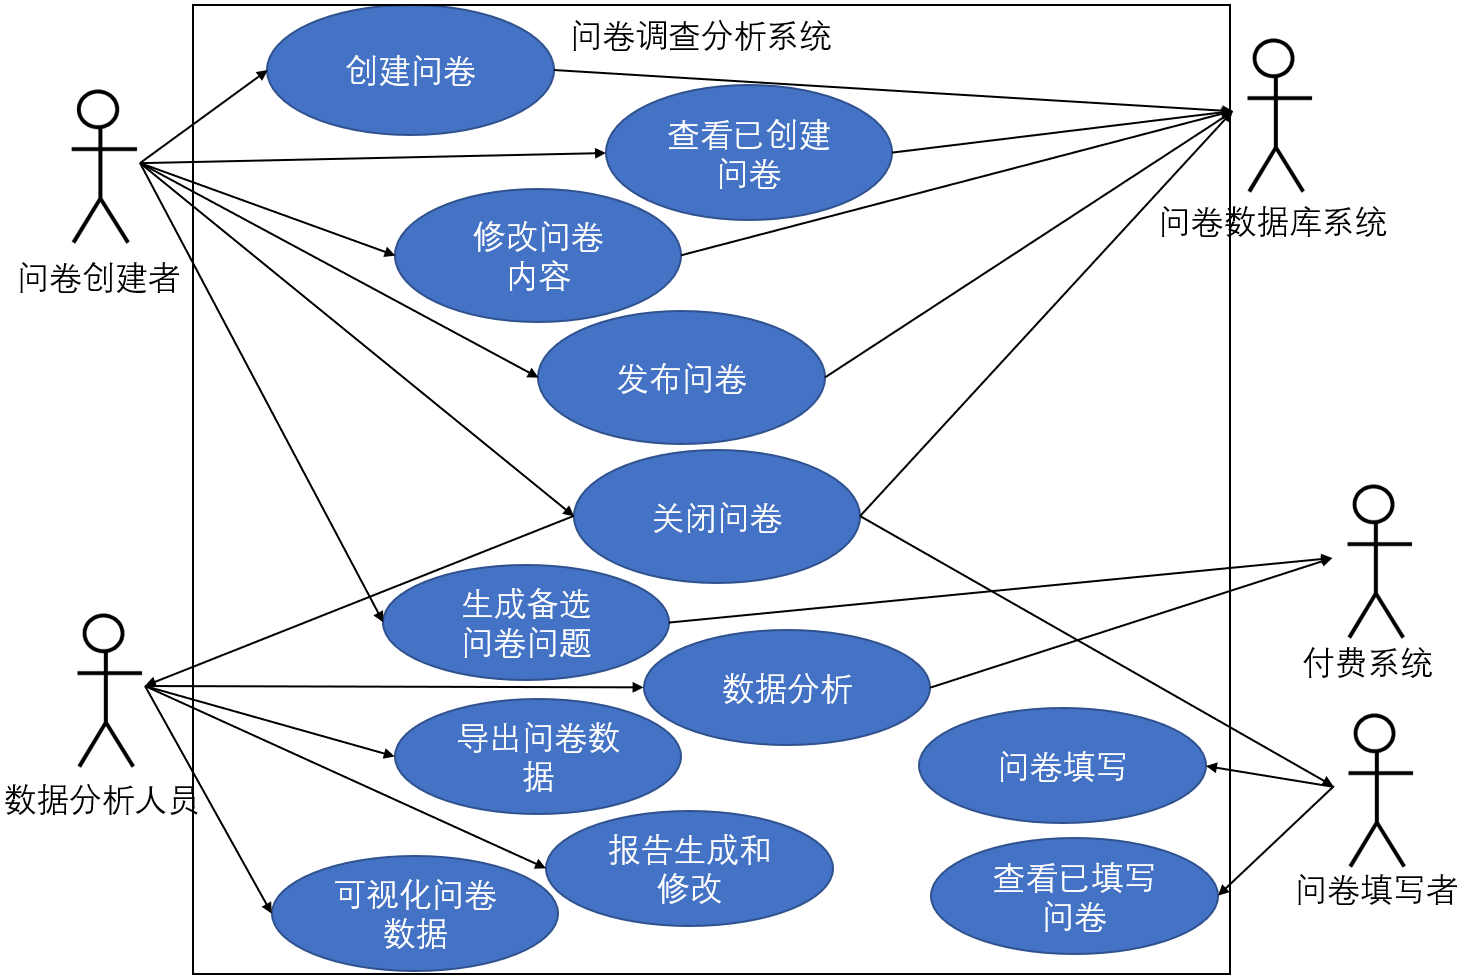 问卷调查分析系统
创建问卷
查看已创建
问卷
问卷数据库系统
修改问卷
内容
问卷创建者
发布问卷
关闭问卷
生成备选
问卷问题
付费系统
数据分析
导出问卷数
据
问卷填写
数据分析人员
报告生成和
修改
查看已填写
问卷
问卷填写者
可视化问卷
数据